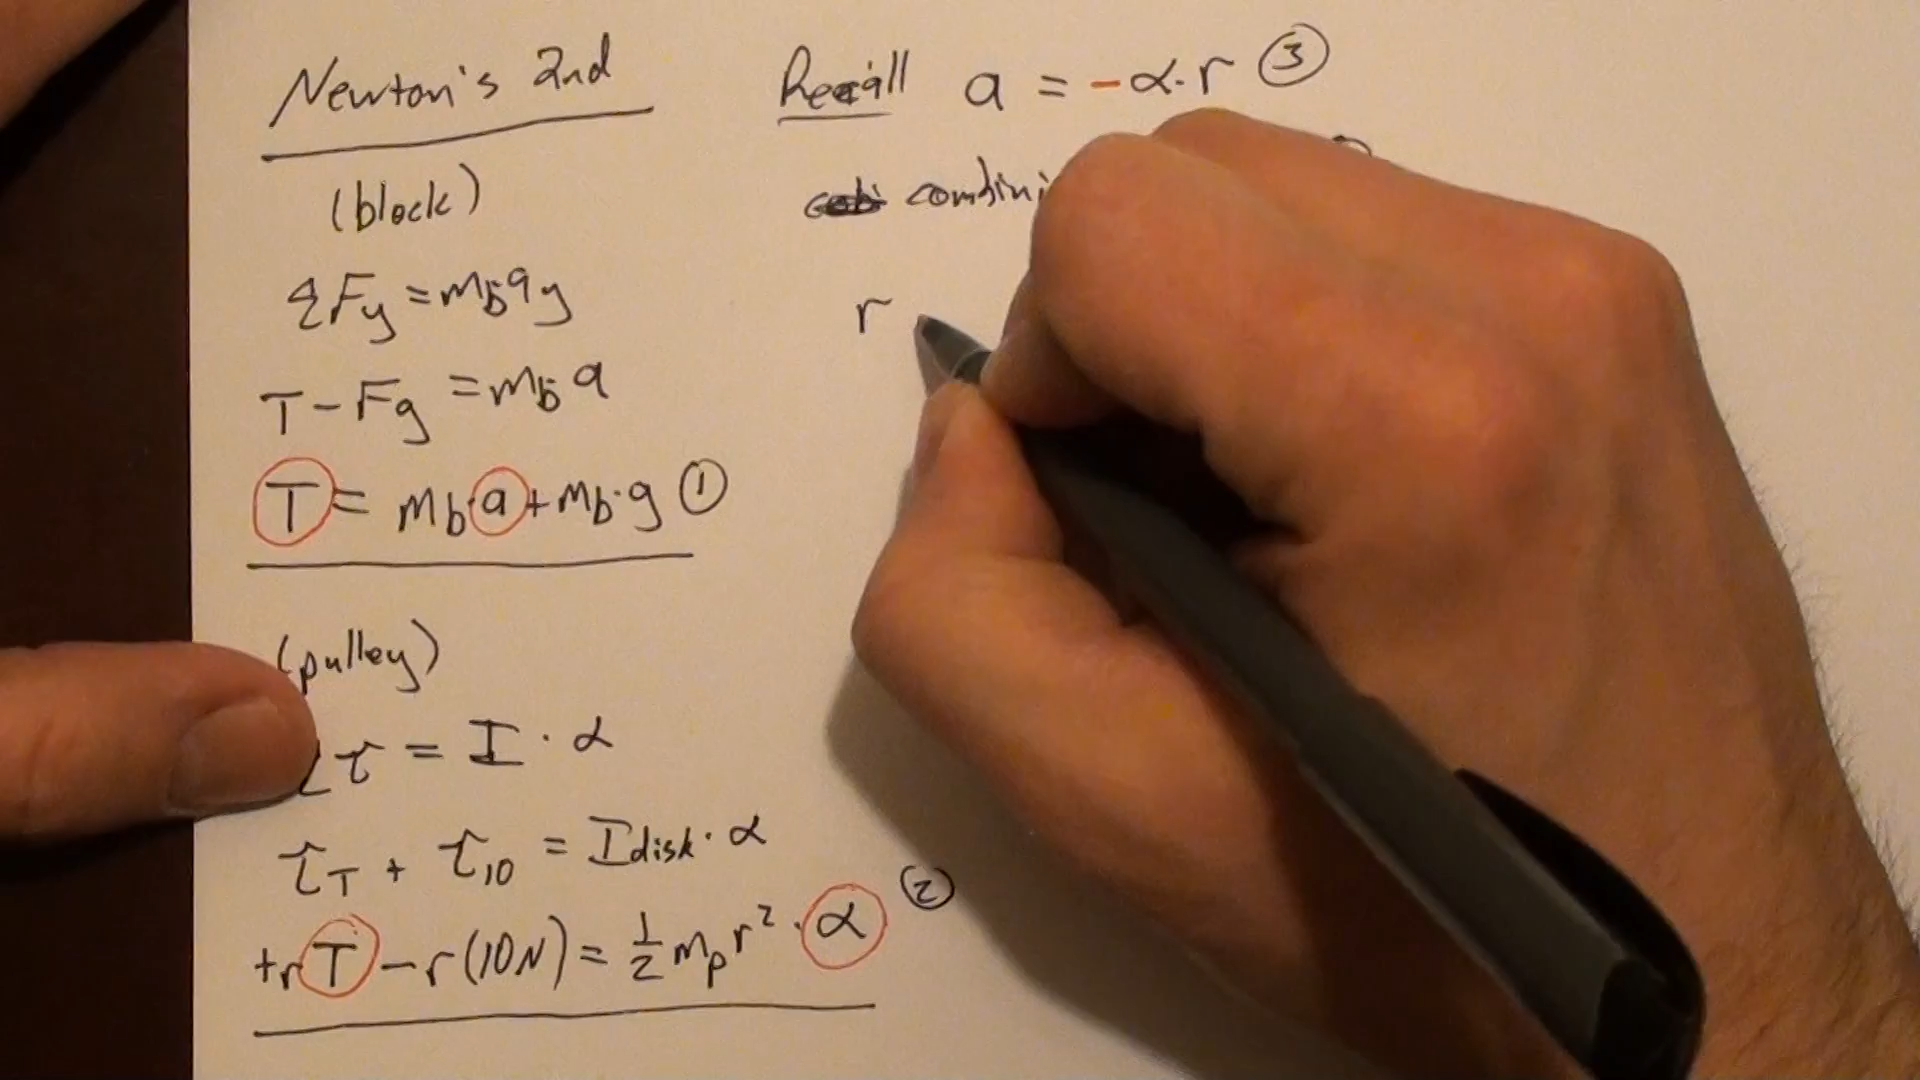 Newton's 2nd
(block)
ΣFy = mb ay
T - Fg = mb a
T = mb·a + mb·g ①
(pulley)
Στ = I · α
τT + τ10 = Idisk · α
+rT - r(10N) = 1/2 mp r² · α ②
Recall a = -α·r ③
combini
r